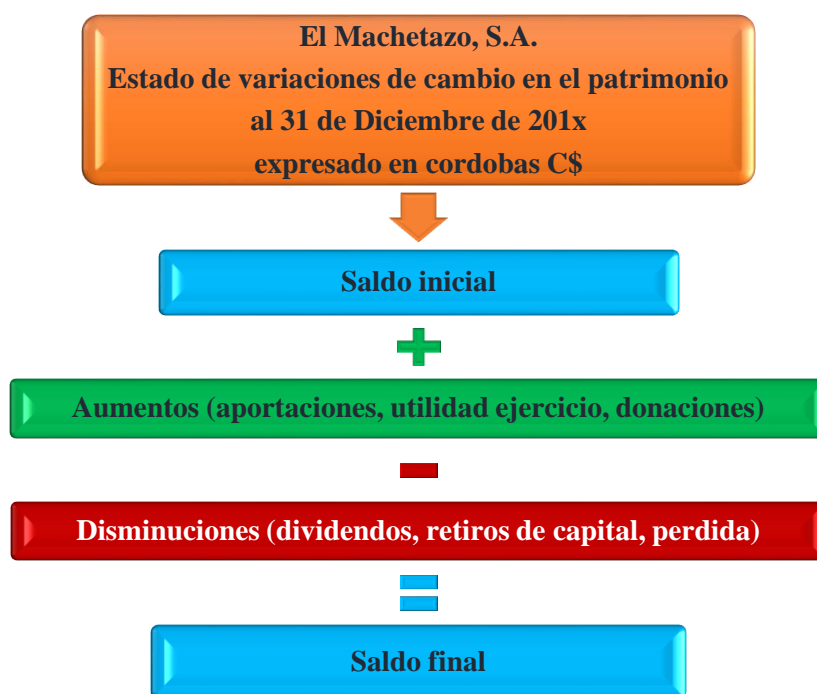 El Machetazo, S.A.
Estado de variaciones de cambio en el patrimonio
al 31 de Diciembre de 201x
expresado en cordobas C$
Saldo inicial
Aumentos (aportaciones, utilidad ejercicio, donaciones)
Disminuciones (dividendos, retiros de capital, perdida)
Saldo final